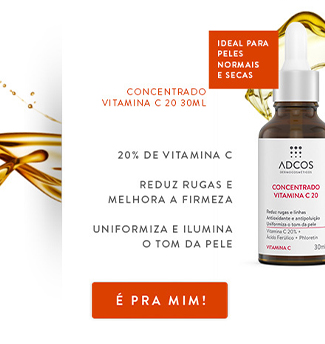 IDEAL PARA
PELES
NORMAIS
E SECAS
CONCENTRADO
VITAMINA C 20 30ML
20% DE VITAMINA C
REDUZ RUGAS E
MELHORA A FIRMEZA
UNIFORMIZA E ILUMINA
O TOM DA PELE
É PRA MIM!
ADCOS
DERMOCOSMÉTICOS
CONCENTRADO
VITAMINA C 20
Reduz rugas e linhas
Antioxidante e antipoluição
Uniformiza o tom da pele
Vitamina C 20% +
Ácido Ferúlico + Phloretin
VITAMINA C
30ml